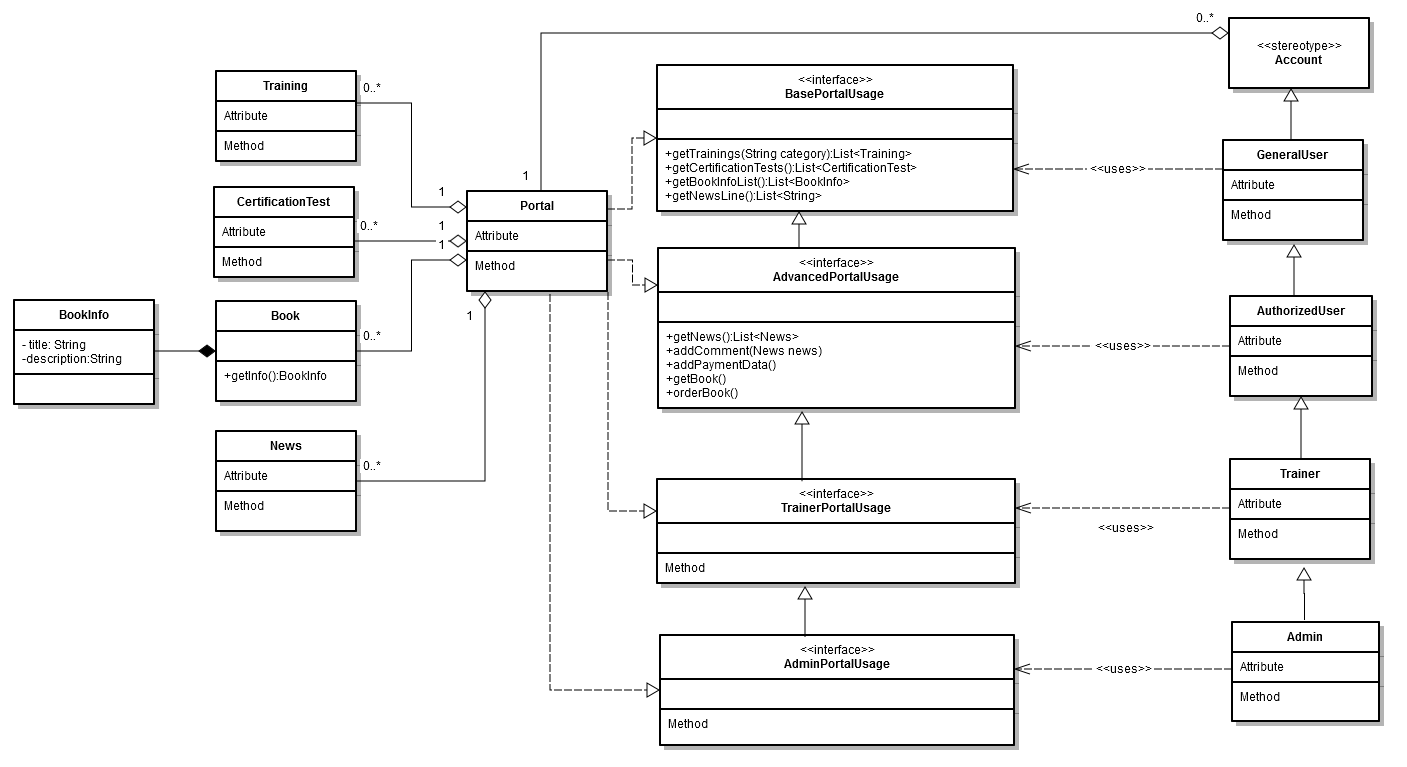 0..*
<<stereotype>>
Account
Training
Attribute
Method
0..*
<<interface>>
BasePortalUsage
+getTrainings(String category):List<Training>
+getCertificationTests():List<CertificationTest>
+getBookInfoList():List<BookInfo>
+getNewsLine():List<String>
GeneralUser
Attribute
Method
<<uses>>
CertificationTest
Attribute
Method
0..*
1
1
1
1
Portal
Attribute
Method
1
<<interface>>
AdvancedPortalUsage
+getNews():List<News>
+addComment(News news)
+addPaymentData()
+getBook()
+orderBook()
<<uses>>
AuthorizedUser
Attribute
Method
BookInfo
- title: String
-description:String
Book
+getInfo():BookInfo
0..*
News
Attribute
Method
0..*
<<interface>>
TrainerPortalUsage
Method
<<uses>>
Trainer
Attribute
Method
<<interface>>
AdminPortalUsage
Method
<<uses>>
Admin
Attribute
Method